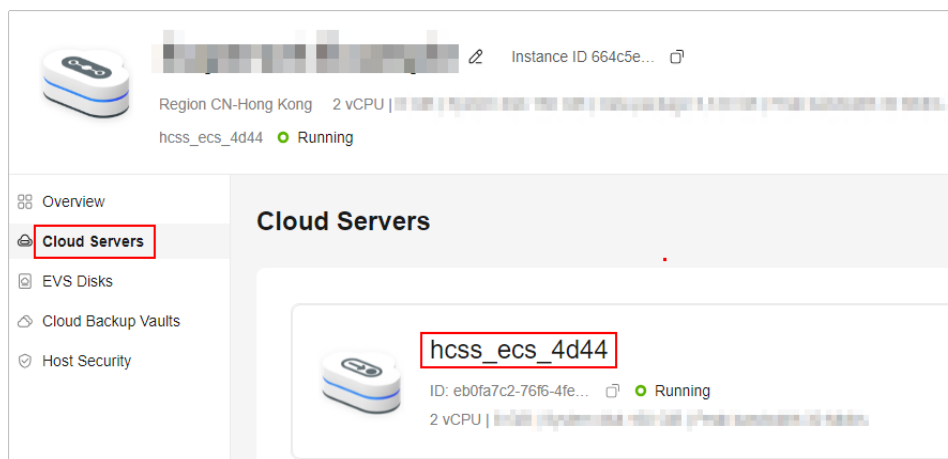 Instance ID 664c5e...
Region CN-Hong Kong 2 vCPU |
hcss_ecs_4d44 Running
Overview
Cloud Servers
EVS Disks
Cloud Backup Vaults
Host Security
Cloud Servers
hcss_ecs_4d44
ID: eb0fa7c2-76f6-4fe... Running
2 vCPU |